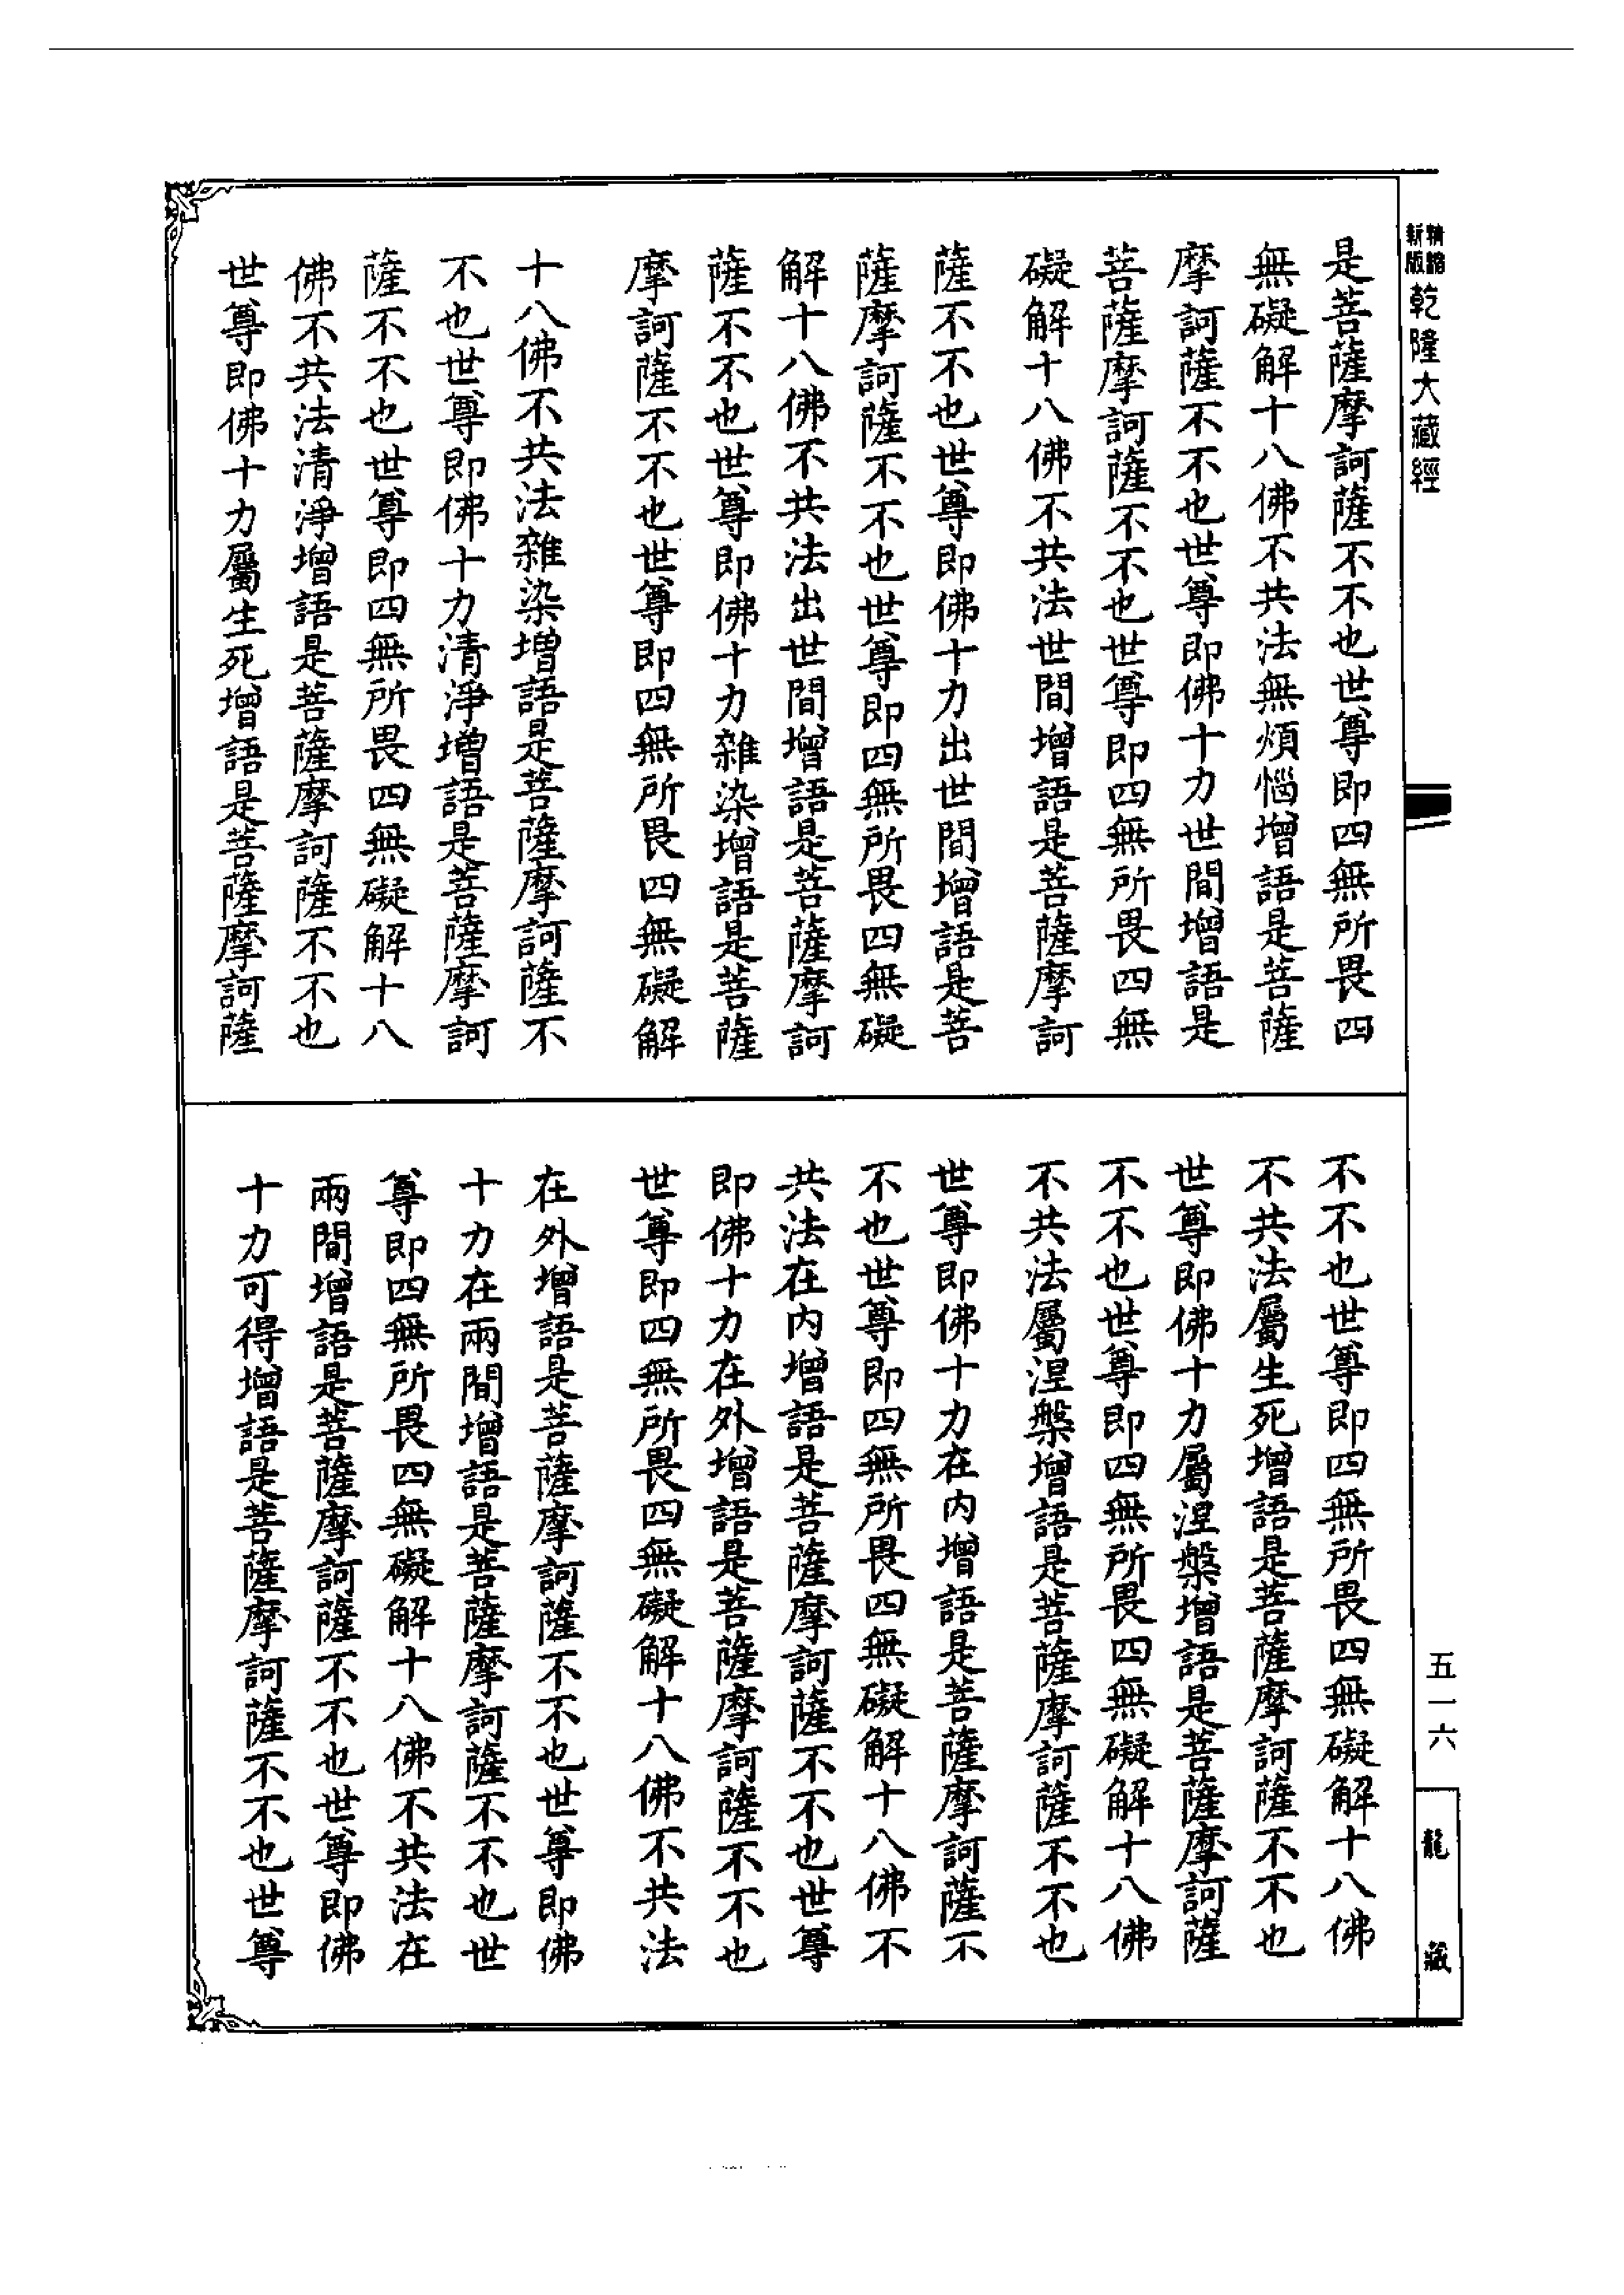 新版精縮乾隆大藏經
是菩薩摩訶薩不不也世尊即四無所畏四
無礙解十八佛不共法無煩惱增語是菩薩
摩訶薩不不也世尊即佛十力世間增語是
菩薩摩訶薩不不也世尊即四無所畏四無
礙解十八佛不共法世間增語是菩薩摩訶
薩不不也世尊即佛十力出世間增語是菩
薩摩訶薩不不也世尊即四無所畏四無礙
解十八佛不共法出世間增語是菩薩摩訶
薩不不也世尊即佛十力雜染增語是菩薩
摩訶薩不不也世尊即四無所畏四無礙解
十八佛不共法雜染增語是菩薩摩訶薩不
不也世尊即佛十力清淨增語是菩薩摩訶
薩不不也世尊即四無所畏四無礙解十八
佛不共法清淨增語是菩薩摩訶薩不不也
世尊即佛十力屬生死增語是菩薩摩訶薩
不不也世尊即四無所畏四無礙解十八佛
不共法屬生死增語是菩薩摩訶薩不不也
世尊即佛十力屬涅槃增語是菩薩摩訶薩
不不也世尊即四無所畏四無礙解十八佛
不共法屬涅槃增語是菩薩摩訶薩不不也
世尊即佛十力在內增語是菩薩摩訶薩不
不也世尊即四無所畏四無礙解十八佛不
共法在內增語是菩薩摩訶薩不不也世尊
即佛十力在外增語是菩薩摩訶薩不不也
世尊即四無所畏四無礙解十八佛不共法
在外增語是菩薩摩訶薩不不也世尊即佛
十力在兩間增語是菩薩摩訶薩不不也世
尊即四無所畏四無礙解十八佛不共法在
兩間增語是菩薩摩訶薩不不也世尊即佛
十力可得增語是菩薩摩訶薩不不也世尊
五一六
龍藏